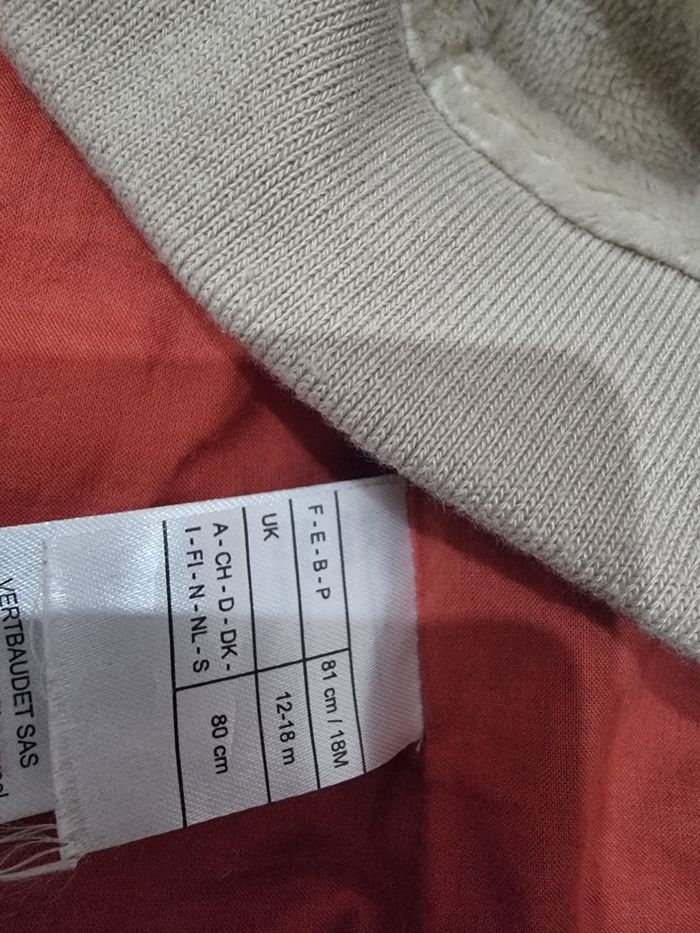 F - E - B - P 81 cm / 18M
UK 12-18 m
A - CH - D - DK - 80 cm
I - FI - N - NL - S
VERTBAUDET SAS